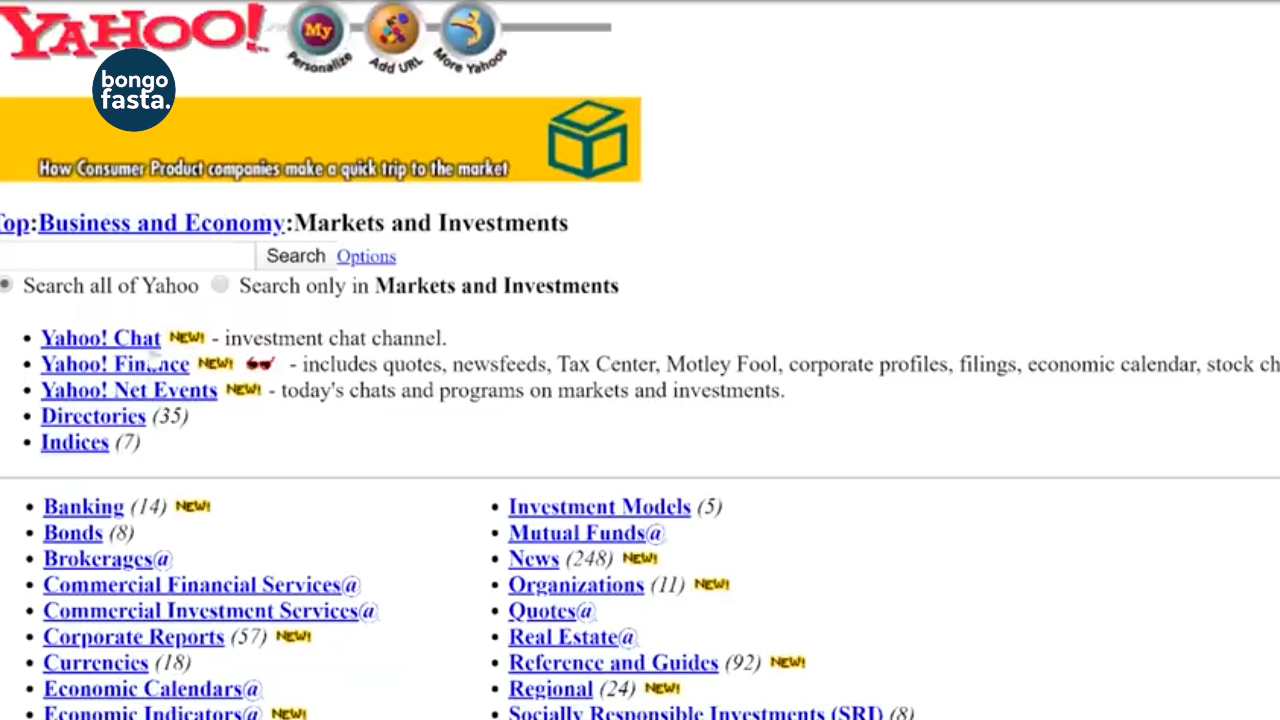 YAHOO!
My
Personalize
Add URL
More Yahoos
bongo
fasta.
How Consumer Product companies make a quick trip to the market
Top:Business and Economy:Markets and Investments
Search Options
Search all of Yahoo Search only in Markets and Investments
Yahoo! Chat NEW! - investment chat channel.
Yahoo! Finance NEW! - includes quotes, newsfeeds, Tax Center, Motley Fool, corporate profiles, filings, economic calendar, stock ch
Yahoo! Net Events NEW! - today's chats and programs on markets and investments.
Directories (35)
Indices (7)
Banking (14) NEW!
Bonds (8)
Brokerages@
Commercial Financial Services@
Commercial Investment Services@
Corporate Reports (57) NEW!
Currencies (18)
Economic Calendars@
Economic Indicators@ NEW!
Investment Models (5)
Mutual Funds@
News (248) NEW!
Organizations (11) NEW!
Quotes@
Real Estate@
Reference and Guides (92) NEW!
Regional (24) NEW!
Socially Responsible Investments (SRI) (8)